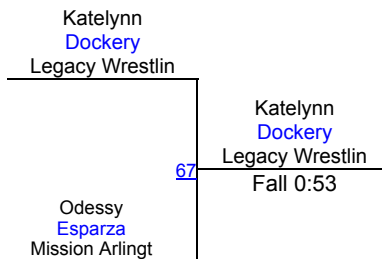 Katelynn
Dockery
Legacy Wrestlin
Katelynn
Dockery
Legacy Wrestlin
67
Fall 0:53
Odessy
Esparza
Mission Arlingt